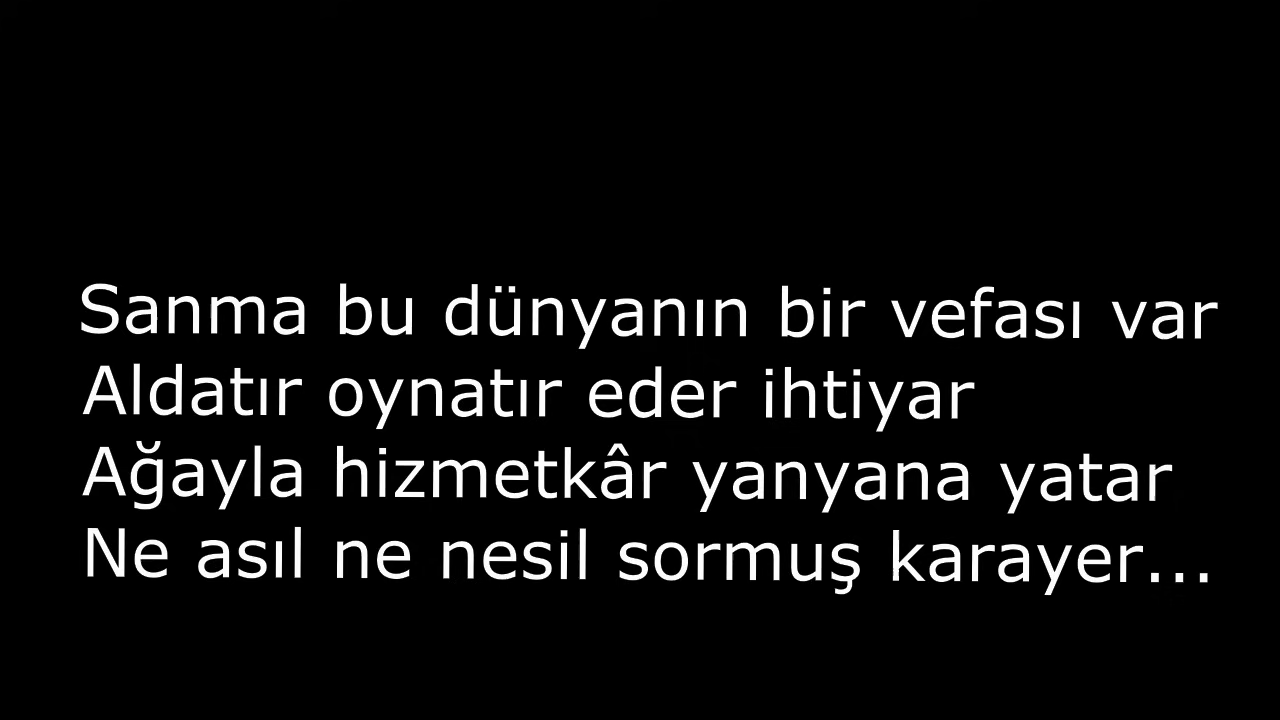 Sanma bu dünyanın bir vefası var
Aldatır oynatır eder ihtiyar
Ağayla hizmetkâr yanyana yatar
Ne asıl ne nesil sormuş karayer...